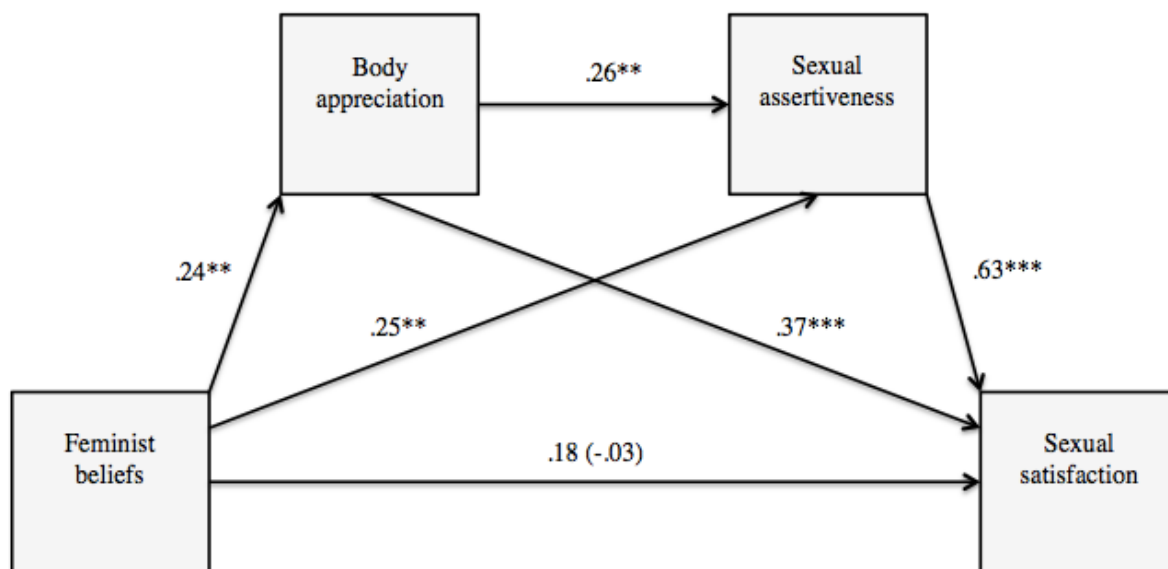 Body
appreciation
.26**
Sexual
assertiveness
.24**
.25**
.37***
.63***
Feminist
beliefs
.18 (-.03)
Sexual
satisfaction